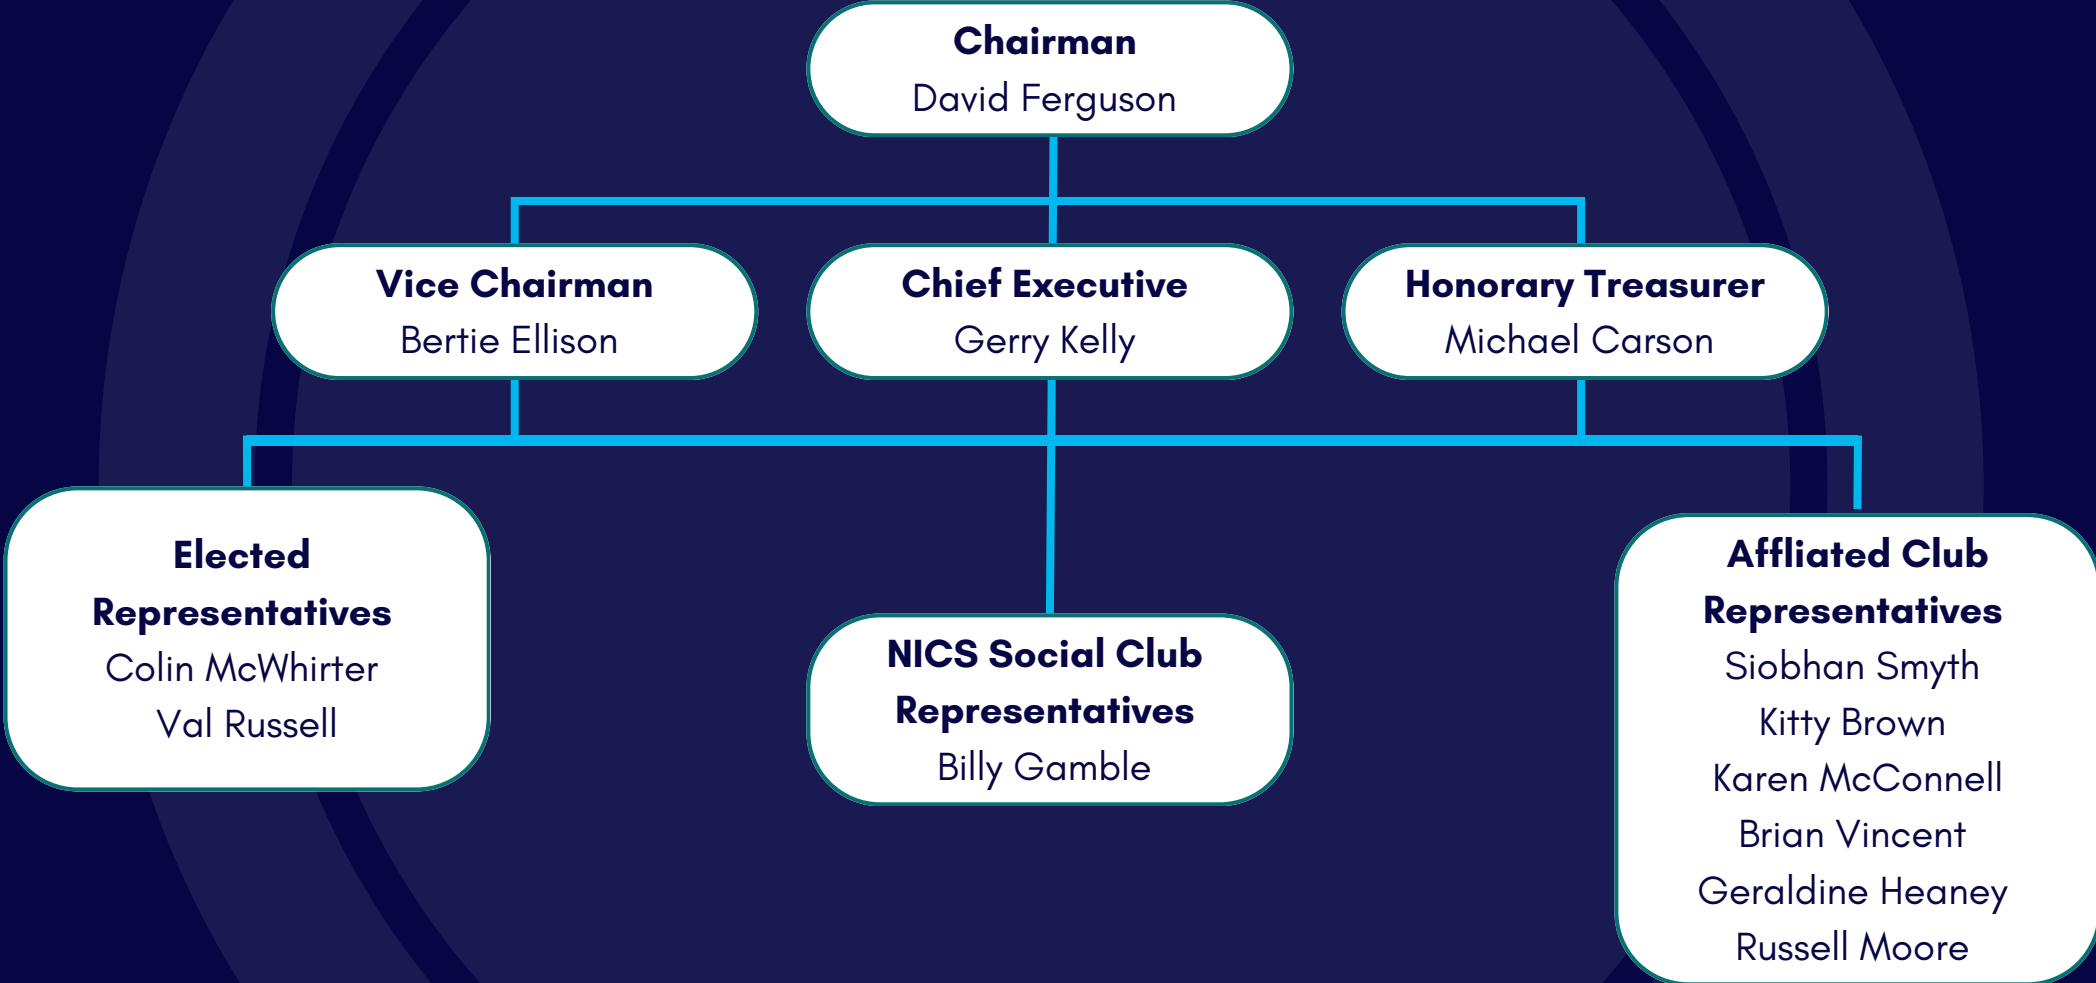 Chairman
David Ferguson
Vice Chairman
Bertie Ellison
Chief Executive
Gerry Kelly
Honorary Treasurer
Michael Carson
Elected
Representatives
Colin McWhirter
Val Russell
NICS Social Club
Representatives
Billy Gamble
Affliated Club
Representatives
Siobhan Smyth
Kitty Brown
Karen McConnell
Brian Vincent
Geraldine Heaney
Russell Moore